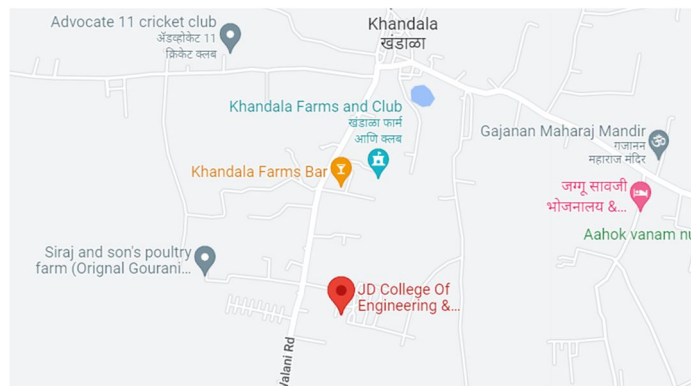 Advocate 11 cricket club
ॲडव्होकेट 11
क्रिकेट क्लब
Khandala
खंडाळा
Khandala Farms and Club
खंडाळा फार्म
आणि क्लब
Gajanan Maharaj Mandir
गजानन
महाराज मंदिर
Khandala Farms Bar
जग्गू सावजी
भोजनालय &...
Aahok vanam nu
Siraj and son's poultry
farm (Orignal Gourani...
JD College Of
Engineering &...
Valani Rd